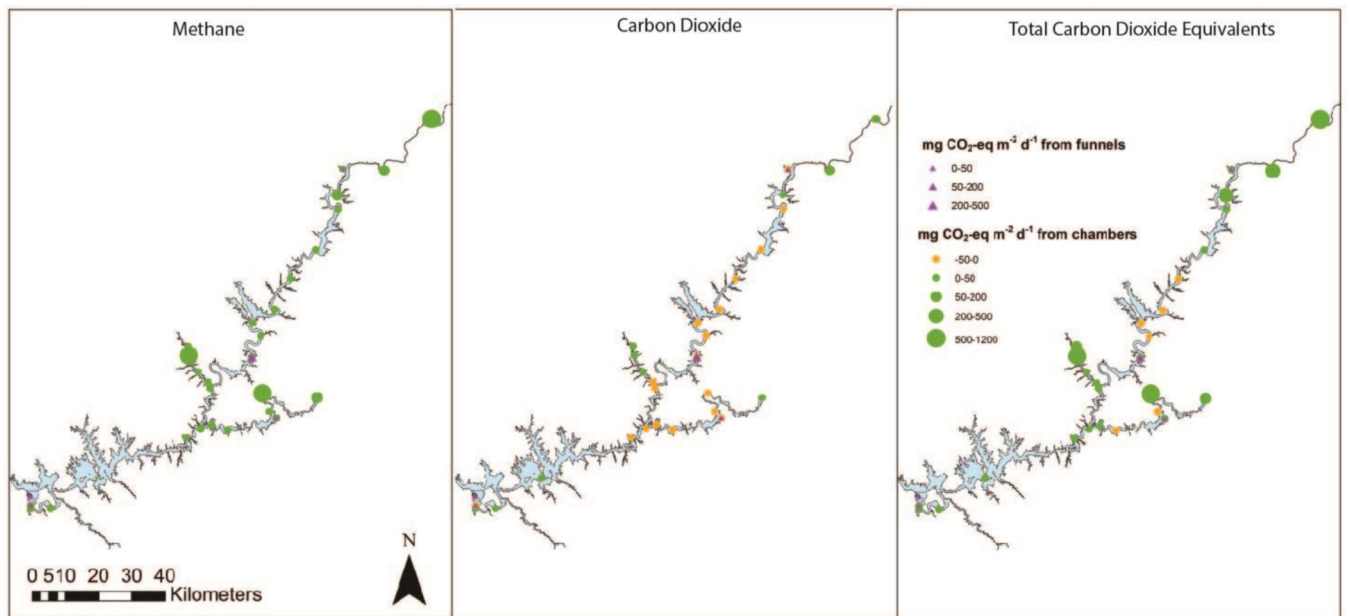 Methane
Carbon Dioxide
Total Carbon Dioxide Equivalents
mg CO₂-eq m⁻² d⁻¹ from funnels
0-50
50-200
200-500
mg CO₂-eq m⁻² d⁻¹ from chambers
-50-0
0-50
50-200
200-500
500-1200
N
0 510 20 30 40
Kilometers